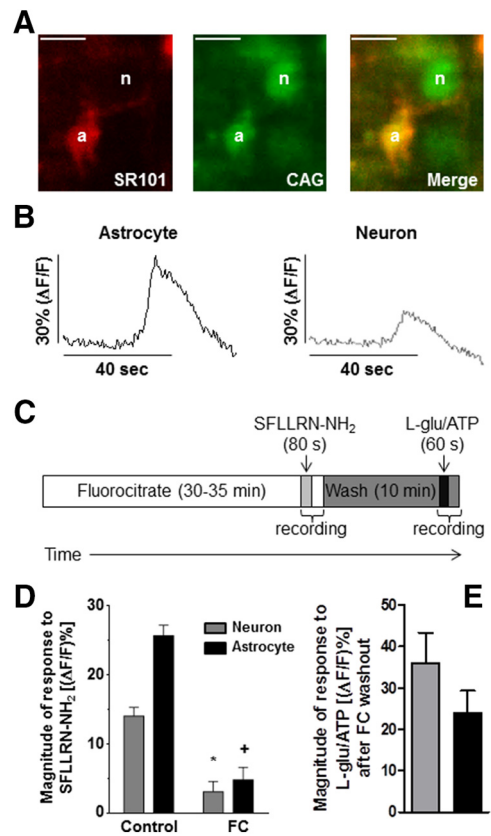 A
n
a
SR101
n
a
CAG
n
a
Merge
B
Astrocyte
30% (ΔF/F)
40 sec
Neuron
30% (ΔF/F)
40 sec
C
SFLLRN-NH2
(80 s)
L-glu/ATP
(60 s)
Fluorocitrate (30-35 min)
Wash (10 min)
recording
recording
Time
D
Magnitude of response to
SFLLRN-NH2 [(ΔF/F)%]
30
20
10
0
Neuron
Astrocyte
*
+
Control
FC
E
Magnitude of response to
L-glu/ATP [(ΔF/F)%]
after FC washout
50
40
30
20
10
0